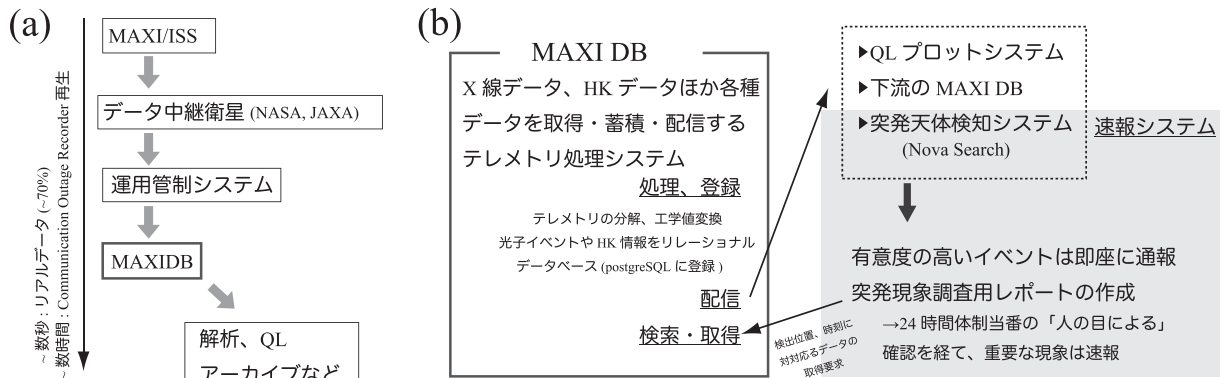 (a)
MAXI/ISS
データ中継衛星 (NASA, JAXA)
運用管制システム
MAXIDB
解析、QL
アーカイブなど
~ 数秒 : リアルデータ (~70%)
~ 数時間 : Communication Outage Recorder 再生
(b)
MAXI DB
X 線データ、HK データほか各種
データを取得・蓄積・配信する
テレメトリ処理システム
処理、登録
テレメトリの分解、工学値変換
光子イベントや HK 情報をリレーショナル
データベース (postgreSQL に登録 )
配信
検索・取得
▶QL プロットシステム
▶下流の MAXI DB
▶突発天体検知システム
(Nova Search)
速報システム
有意度の高いイベントは即座に通報
突発現象調査用レポートの作成
→24 時間体制当番の「人の目による」
確認を経て、重要な現象は速報
検出位置、時刻に
対対応るデータの
取得要求